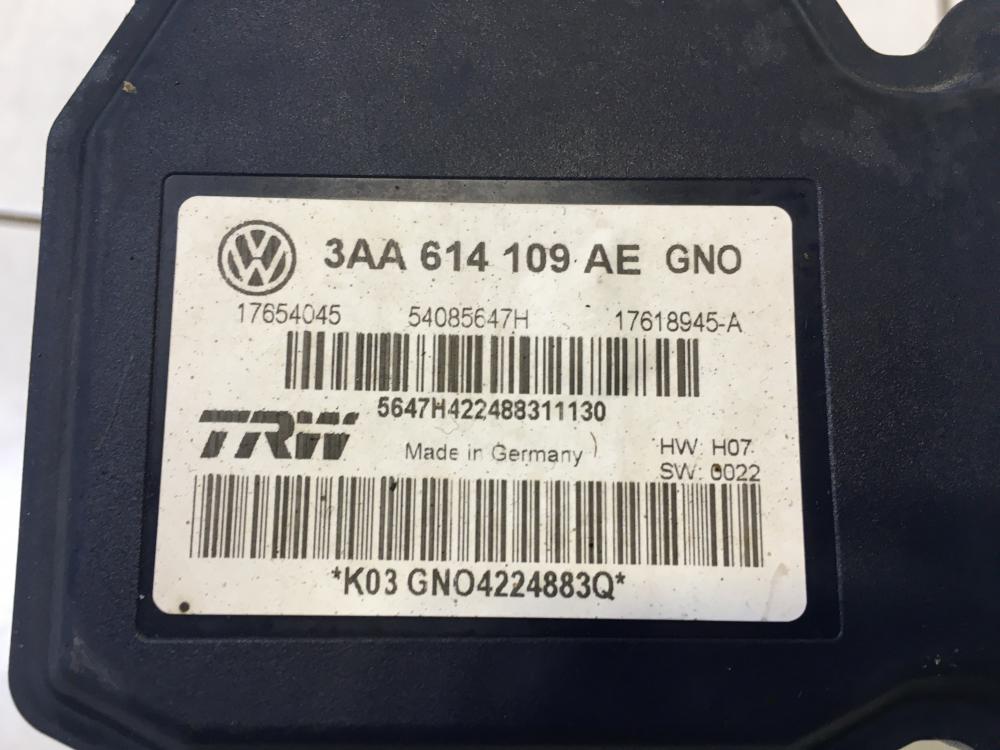 3AA 614 109 AE GNO
17654045 54085647H 17618945-A
5647H422488311130
TRW Made in Germany HW: H07
SW: 0022
*K03 GNO4224883Q*